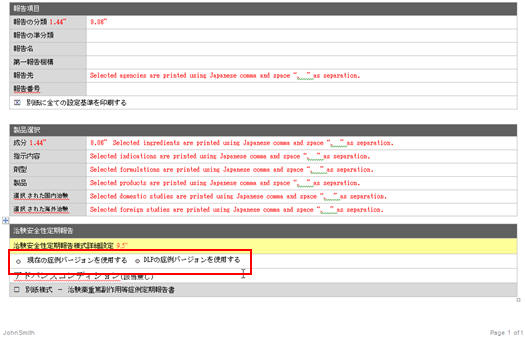 報告項目
報告の分類 1.44” 8.06”
報告の準分類
報告名
第一報告機構
報告先 Selected agencies are printed using Japanese comma and space “、 ” as separation.
報告番号
☒ 別紙に全ての設定基準を印刷する
製品選択
成分 1.44” 8.06” Selected ingredients are printed using Japanese comma and space “、 ” as separation.
指示内容 Selected indications are printed using Japanese comma and space “、 ” as separation.
剤型 Selected formulations are printed using Japanese comma and space “、 ” as separation.
製品 Selected products are printed using Japanese comma and space “、 ” as separation.
選択された国内治験 Selected domestic studies are printed using Japanese comma and space “、 ” as separation.
選択された海外治験 Selected foreign studies are printed using Japanese comma and space “、 ” as separation.
治験安全性定期報告
治験安全性定期報告様式詳細設定 9.5”
○ 現在の症例バージョンを使用する ○ DLPの症例バージョンを使用する
アドバンスコンディション(該当無し)
□ 別紙様式 － 治験薬重篤副作用等症例定期報告書
JohnSmith Page 1 of 1